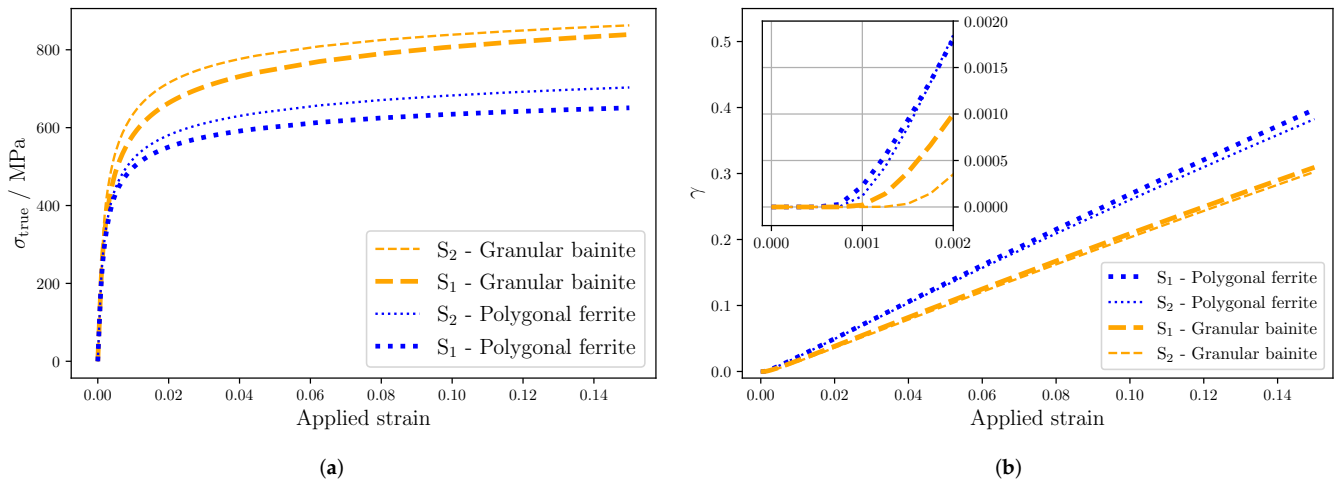 800
600
400
200
0
σtrue / MPa
S2 - Granular bainite
S1 - Granular bainite
S2 - Polygonal ferrite
S1 - Polygonal ferrite
0.00 0.02 0.04 0.06 0.08 0.10 0.12 0.14
Applied strain
(a)
0.5
0.4
0.3
0.2
0.1
0.0
γ
0.0020
0.0015
0.0010
0.0005
0.0000
0.000 0.001 0.002
S1 - Polygonal ferrite
S2 - Polygonal ferrite
S1 - Granular bainite
S2 - Granular bainite
0.00 0.02 0.04 0.06 0.08 0.10 0.12 0.14
Applied strain
(b)